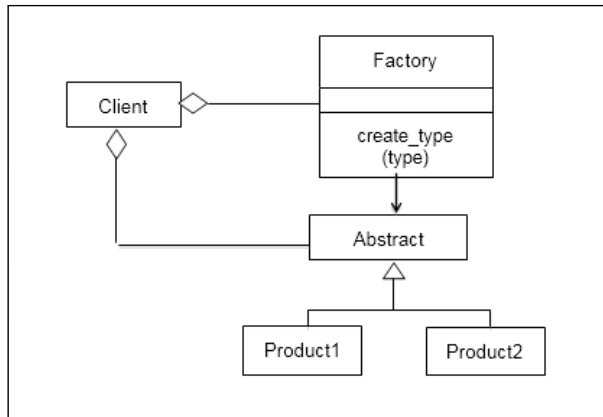 Factory
Client
create_type
(type)
Abstract
Product1
Product2